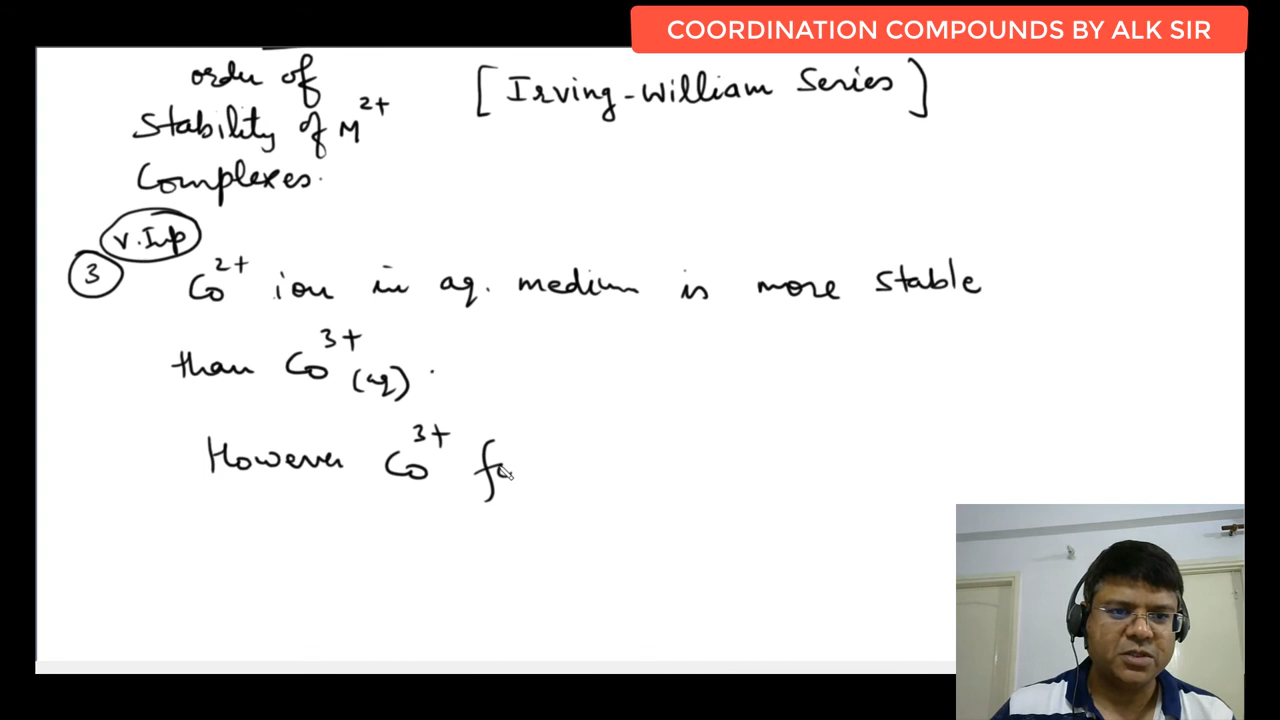 COORDINATION COMPOUNDS BY ALK SIR
order of
Stability of M²⁺
Complexes.
[Irving-William Series]
V. Imp
3 Co²⁺ ion in aq. medium is more stable
than Co³⁺(aq).
However Co³⁺ fo